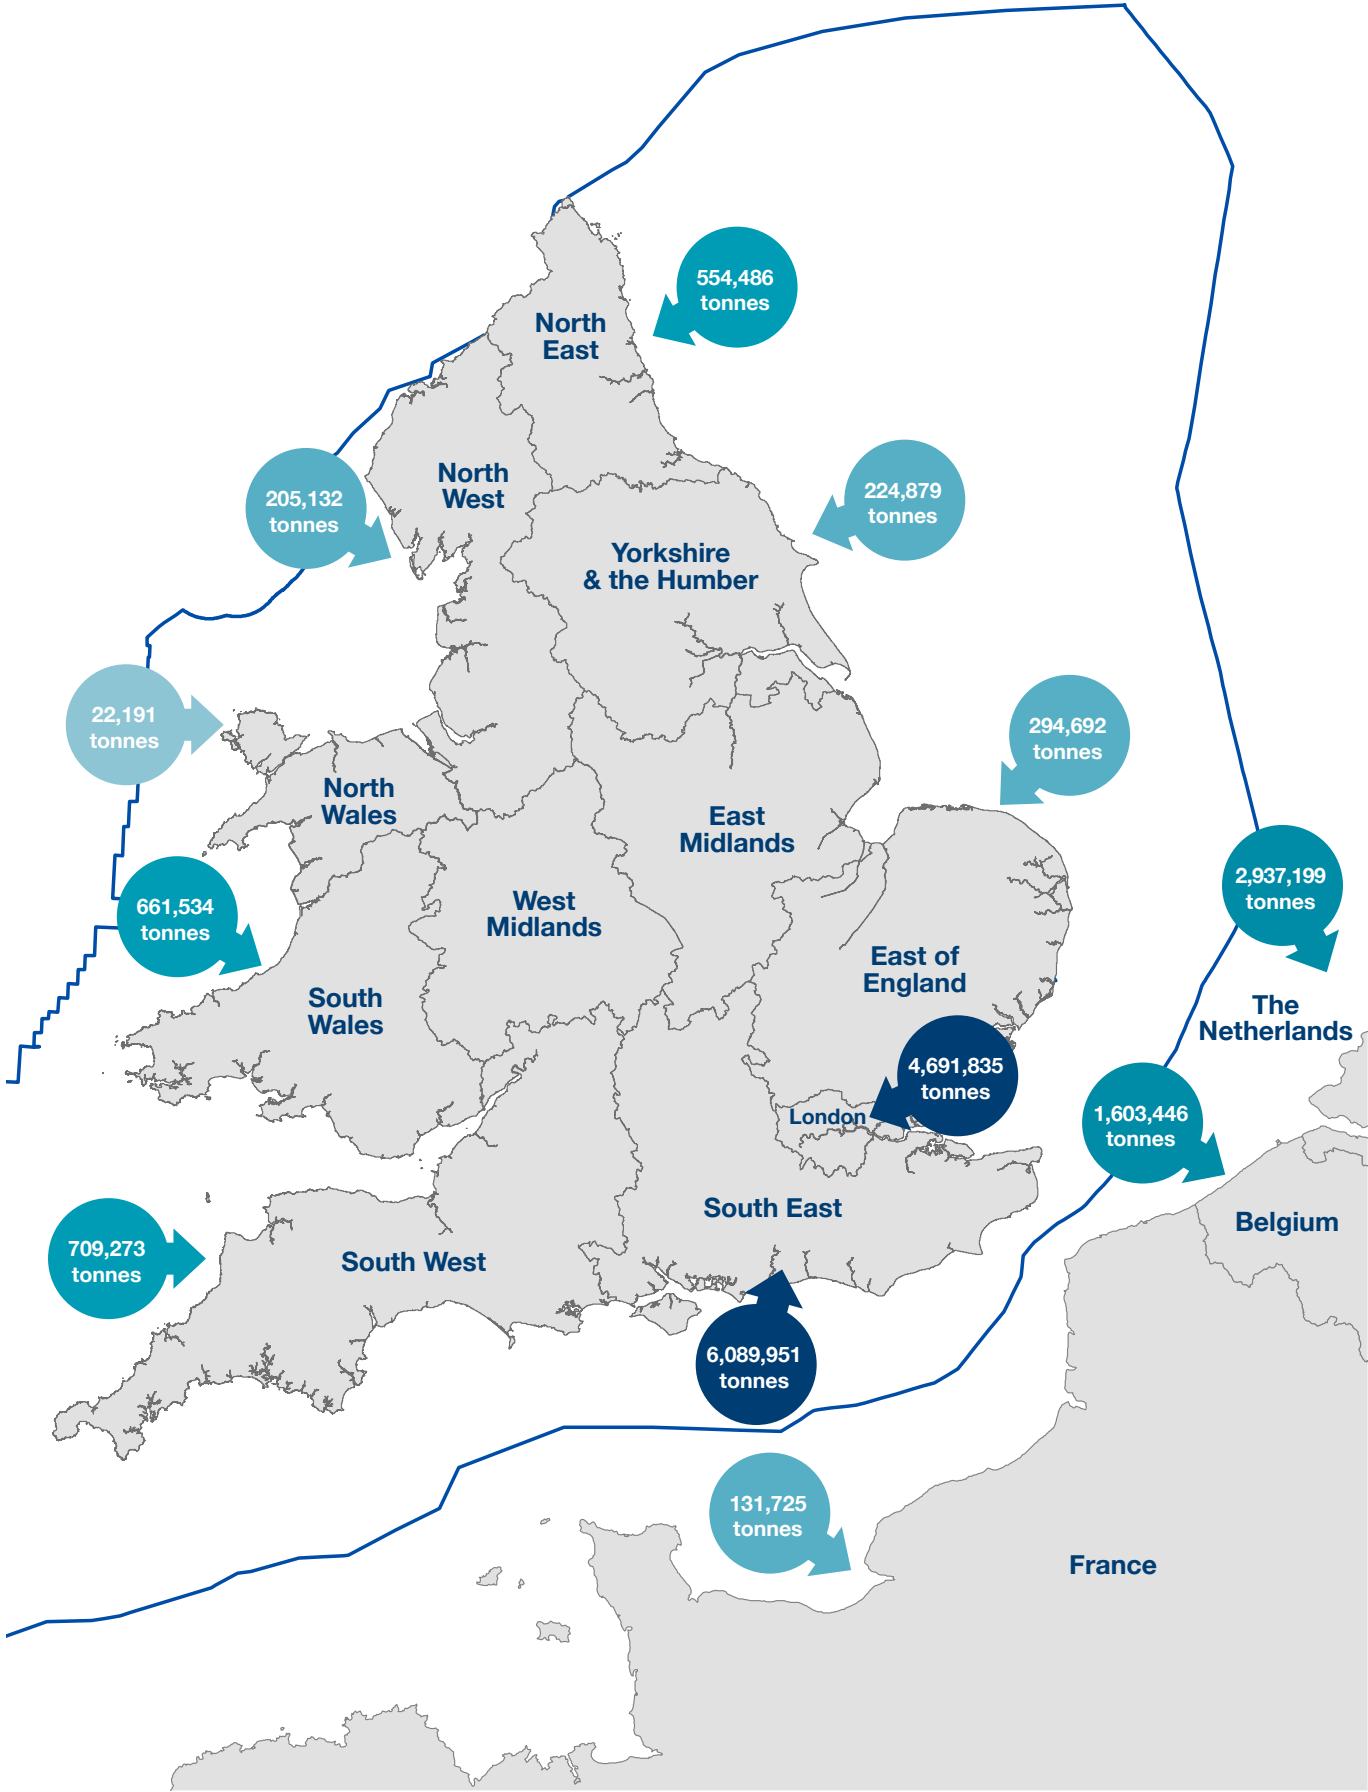 554,486
tonnes
North
East
North
West
205,132
tonnes
224,879
tonnes
Yorkshire
& the Humber
22,191
tonnes
294,692
tonnes
North
Wales
East
Midlands
2,937,199
tonnes
661,534
tonnes
West
Midlands
East of
England
South
Wales
The
Netherlands
4,691,835
tonnes
London
1,603,446
tonnes
South East
Belgium
709,273
tonnes
South West
6,089,951
tonnes
131,725
tonnes
France